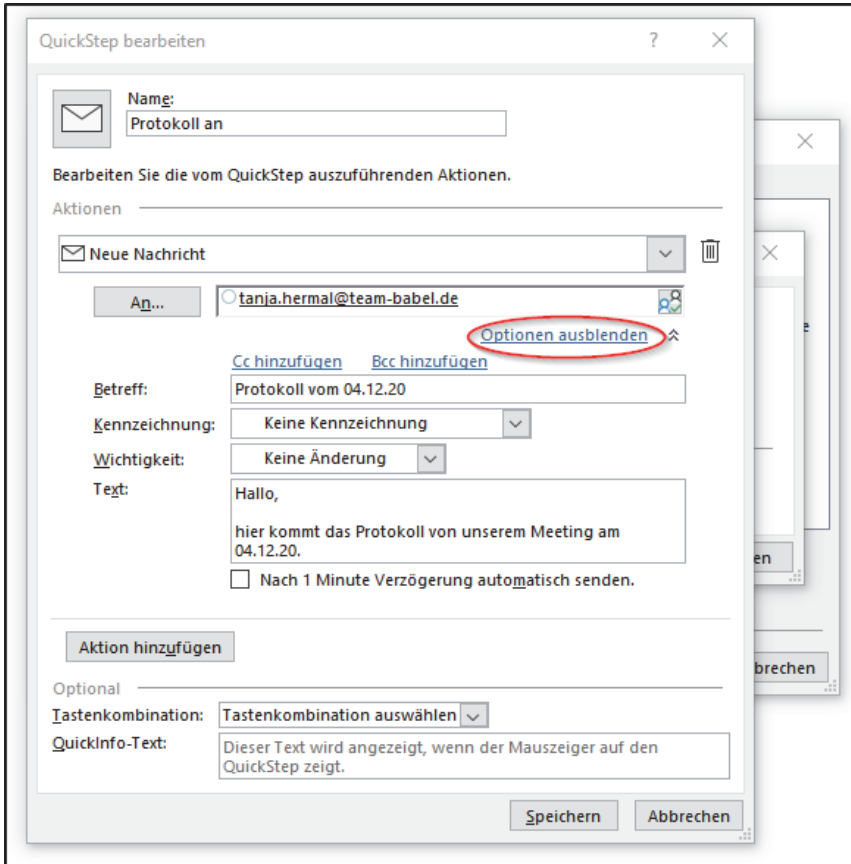 QuickStep bearbeiten ?
Name:
Protokoll an
Bearbeiten Sie die vom QuickStep auszuführenden Aktionen.
Aktionen
Neue Nachricht
An... tanja.hermal@team-babel.de
Optionen ausblenden
Cc hinzufügen Bcc hinzufügen
Betreff: Protokoll vom 04.12.20
Kennzeichnung: Keine Kennzeichnung
Wichtigkeit: Keine Änderung
Text: Hallo,
hier kommt das Protokoll von unserem Meeting am
04.12.20.
Nach 1 Minute Verzögerung automatisch senden.
Aktion hinzufügen
Optional
Tastenkombination: Tastenkombination auswählen
QuickInfo-Text: Dieser Text wird angezeigt, wenn der Mauszeiger auf den
QuickStep zeigt.
Speichern Abbrechen
e
en
brechen